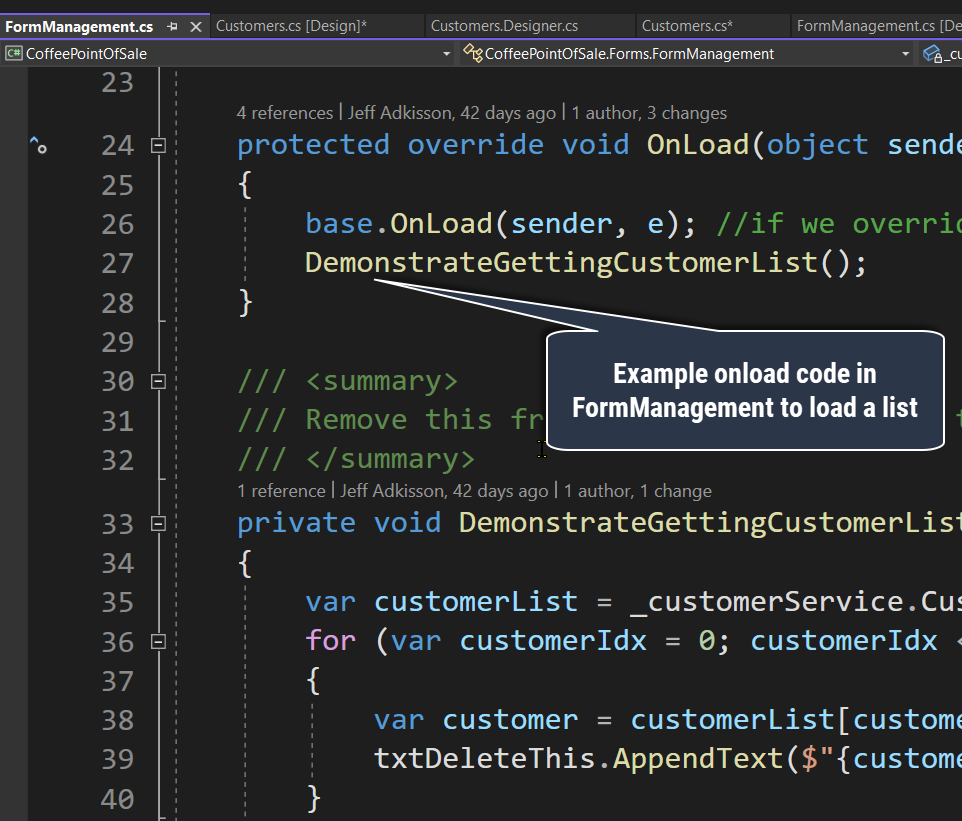 FormManagement.cs
Customers.cs [Design]*
Customers.Designer.cs
Customers.cs*
FormManagement.cs [De
C# CoffeePointOfSale
CoffeePointOfSale.Forms.FormManagement
_cu
23
4 references | Jeff Adkisson, 42 days ago | 1 author, 3 changes
24 protected override void OnLoad(object sende
25 {
26 base.OnLoad(sender, e); //if we overrid
27 DemonstrateGettingCustomerList();
28 }
29
Example onload code in
FormManagement to load a list
30 /// <summary>
31 /// Remove this fr t
32 /// </summary>
1 reference | Jeff Adkisson, 42 days ago | 1 author, 1 change
33 private void DemonstrateGettingCustomerList
34 {
35 var customerList = _customerService.Cus
36 for (var customerIdx = 0; customerIdx <
37 {
38 var customer = customerList[custome
39 txtDeleteThis.AppendText($"{custome
40 }